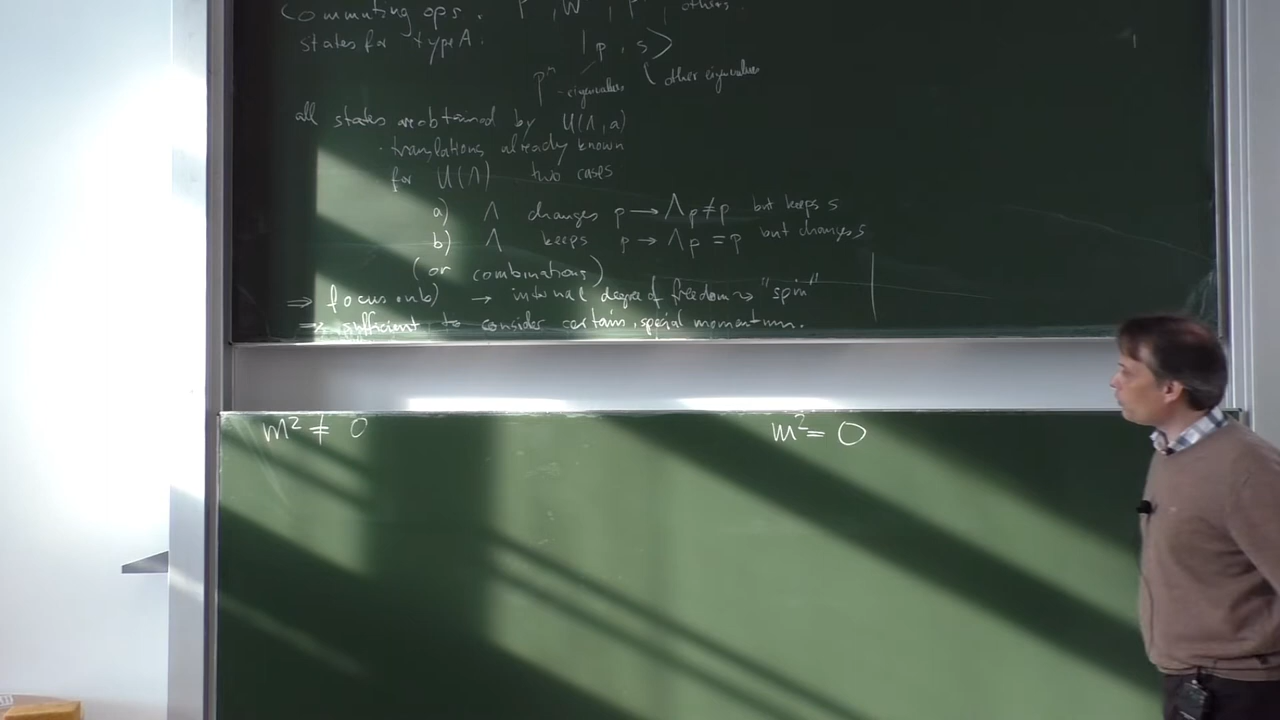 Commuting ops. P², W², P^μ, others.
states for type A. |p, s⟩
P^μ-eigenvalues other eigenvalues
all states are obtained by U(Λ, a)
· translations already known
for U(Λ) two cases
a) Λ changes p → Λp ≠ p but keeps s
b) Λ keeps p → Λp = p but changes s
(or combinations)
⇒ focus on b) → internal degree of freedom ⇝ "spin"
⇒ sufficient to consider certain, special momentum.
m² ≠ 0 m² = 0